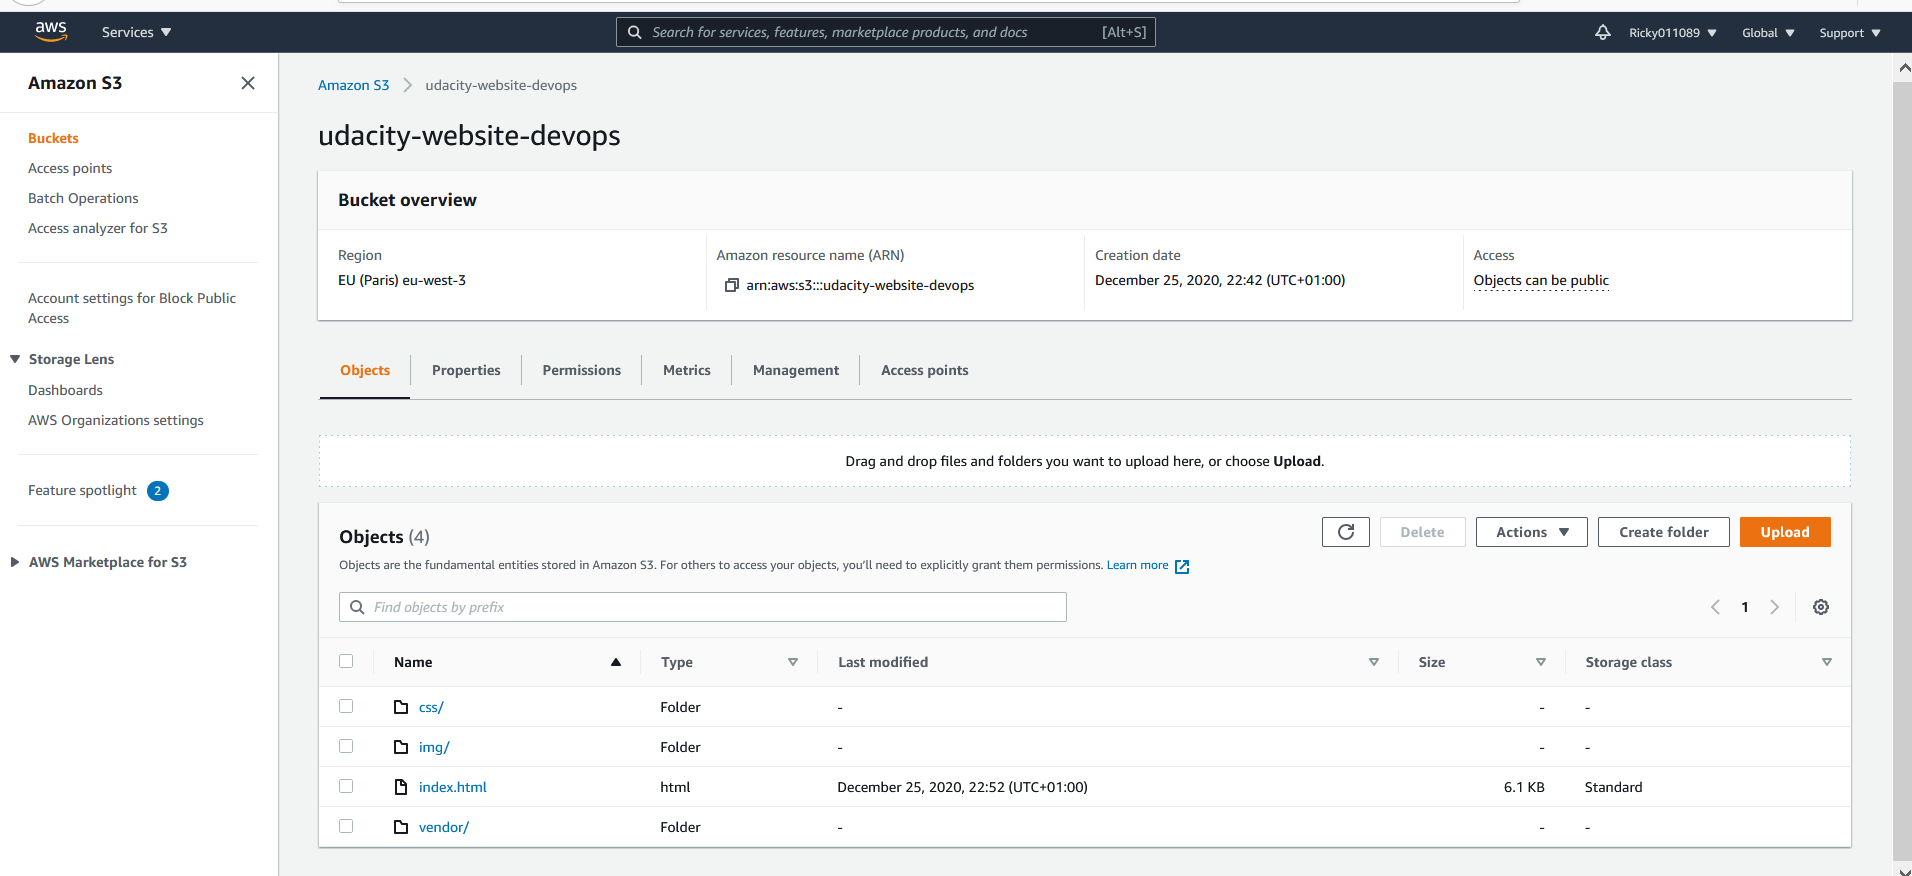 aws
Services
Search for services, features, marketplace products, and docs [Alt+S]
Ricky011089
Global
Support
Amazon S3
Buckets
Access points
Batch Operations
Access analyzer for S3
Account settings for Block Public
Access
Storage Lens
Dashboards
AWS Organizations settings
Feature spotlight 2
AWS Marketplace for S3
Amazon S3 udacity-website-devops
udacity-website-devops
Bucket overview
Region
EU (Paris) eu-west-3
Amazon resource name (ARN)
arn:aws:s3:::udacity-website-devops
Creation date
December 25, 2020, 22:42 (UTC+01:00)
Access
Objects can be public
Objects Properties Permissions Metrics Management Access points
Drag and drop files and folders you want to upload here, or choose Upload.
Objects (4)
Delete Actions Create folder Upload
Objects are the fundamental entities stored in Amazon S3. For others to access your objects, you'll need to explicitly grant them permissions. Learn more
Find objects by prefix
1
Name Type Last modified Size Storage class
css/ Folder - - -
img/ Folder - - -
index.html html December 25, 2020, 22:52 (UTC+01:00) 6.1 KB Standard
vendor/ Folder - - -